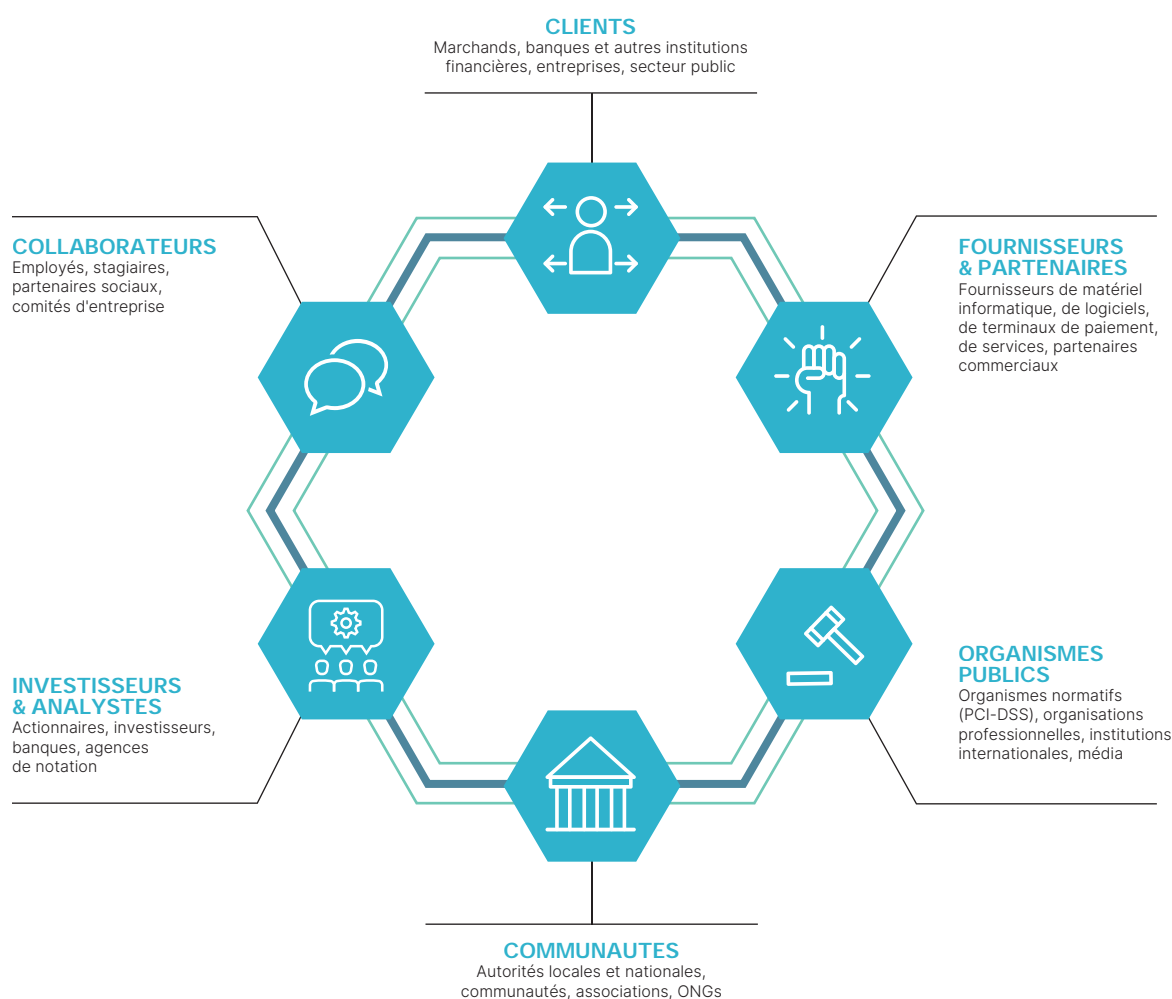 CLIENTS
Marchands, banques et autres institutions
financières, entreprises, secteur public
COLLABORATEURS
Employés, stagiaires,
partenaires sociaux,
comités d'entreprise
FOURNISSEURS
& PARTENAIRES
Fournisseurs de matériel
informatique, de logiciels,
de terminaux de paiement,
de services, partenaires
commerciaux
INVESTISSEURS
& ANALYSTES
Actionnaires, investisseurs,
banques, agences
de notation
ORGANISMES
PUBLICS
Organismes normatifs
(PCI-DSS), organisations
professionnelles, institutions
internationales, média
COMMUNAUTES
Autorités locales et nationales,
communautés, associations, ONGs